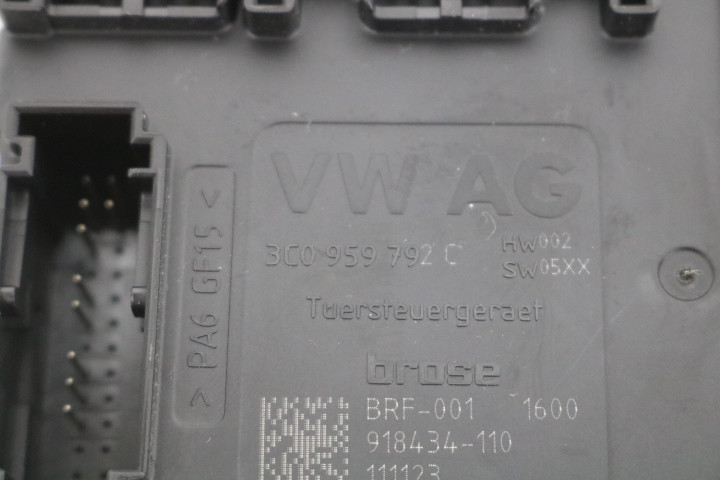 VW AG
3C0 959 792 C
HW002
SW05XX
Tuersteuergeraet
brose
BRF-001 1600
918434-110
111123
> PA6 GF15 <